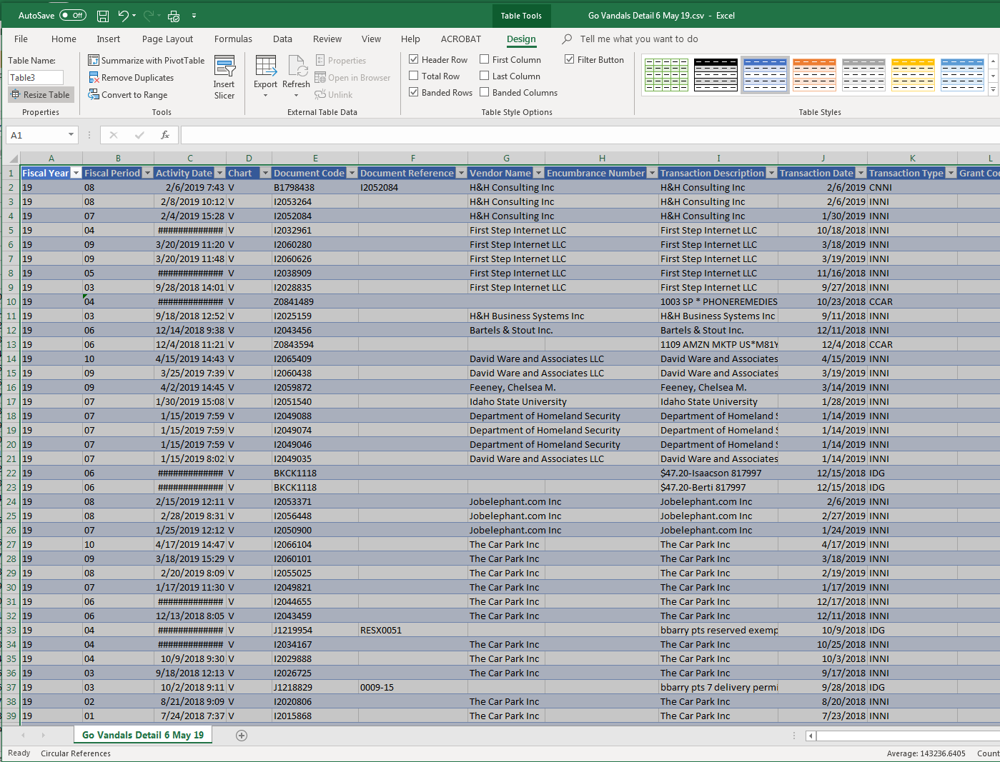 AutoSave Off Table Tools Go Vandals Detail 6 May 19.csv - Excel
File Home Insert Page Layout Formulas Data Review View Help ACROBAT Design Tell me what you want to do
Table Name: Summarize with PivotTable Properties Header Row First Column Filter Button
Table3 Remove Duplicates Insert Slicer Export Refresh Open in Browser Total Row Last Column
Resize Table Convert to Range Unlink Banded Rows Banded Columns
Properties Tools External Table Data Table Style Options Table Styles
A1 fx
A B C D E F G H I J K L
1 Fiscal Year Fiscal Period Activity Date Chart Document Code Document Reference Vendor Name Encumbrance Number Transaction Description Transaction Date Transaction Type Grant Coc
2 19 08 2/6/2019 7:43 V B1798438 I2052084 H&H Consulting Inc H&H Consulting Inc 2/6/2019 CNNI
3 19 08 2/8/2019 10:12 V I2053264 H&H Consulting Inc H&H Consulting Inc 2/6/2019 INNI
4 19 07 2/4/2019 15:28 V I2052084 H&H Consulting Inc H&H Consulting Inc 1/30/2019 INNI
5 19 04 ############# V I2032961 First Step Internet LLC First Step Internet LLC 10/18/2018 INNI
6 19 09 3/20/2019 11:20 V I2060280 First Step Internet LLC First Step Internet LLC 3/18/2019 INNI
7 19 09 3/20/2019 11:48 V I2060626 First Step Internet LLC First Step Internet LLC 3/19/2019 INNI
8 19 05 ############# V I2038909 First Step Internet LLC First Step Internet LLC 11/16/2018 INNI
9 19 03 9/28/2018 14:01 V I2028835 First Step Internet LLC First Step Internet LLC 9/27/2018 INNI
10 19 04 ############# V Z0841489 1003 SP * PHONEREMEDIES 10/23/2018 CCAR
11 19 03 9/18/2018 12:52 V I2025159 H&H Business Systems Inc H&H Business Systems Inc 9/11/2018 INNI
12 19 06 12/14/2018 9:38 V I2043456 Bartels & Stout Inc. Bartels & Stout Inc. 12/11/2018 INNI
13 19 06 12/4/2018 11:21 V Z0843594 1109 AMZN MKTP US*M81Y 12/4/2018 CCAR
14 19 10 4/15/2019 14:43 V I2065409 David Ware and Associates LLC David Ware and Associates 4/15/2019 INNI
15 19 09 3/25/2019 7:39 V I2060438 David Ware and Associates LLC David Ware and Associates 3/19/2019 INNI
16 19 09 4/2/2019 14:45 V I2059872 Feeney, Chelsea M. Feeney, Chelsea M. 3/14/2019 INNI
17 19 07 1/30/2019 15:08 V I2051540 Idaho State University Idaho State University 1/28/2019 INNI
18 19 07 1/15/2019 7:59 V I2049088 Department of Homeland Security Department of Homeland S 1/14/2019 INNI
19 19 07 1/15/2019 7:59 V I2049074 Department of Homeland Security Department of Homeland S 1/14/2019 INNI
20 19 07 1/15/2019 7:59 V I2049046 Department of Homeland Security Department of Homeland S 1/14/2019 INNI
21 19 07 1/15/2019 8:02 V I2049035 David Ware and Associates LLC David Ware and Associates 1/14/2019 INNI
22 19 06 ############# V BKCK1118 $47.20-Isaacson 817997 12/15/2018 IDG
23 19 06 ############# V BKCK1118 $47.20-Berti 817997 12/15/2018 IDG
24 19 08 2/15/2019 12:11 V I2053371 Jobelephant.com Inc Jobelephant.com Inc 2/6/2019 INNI
25 19 08 2/28/2019 8:31 V I2056448 Jobelephant.com Inc Jobelephant.com Inc 2/27/2019 INNI
26 19 07 1/25/2019 12:12 V I2050900 Jobelephant.com Inc Jobelephant.com Inc 1/24/2019 INNI
27 19 10 4/17/2019 14:47 V I2066104 The Car Park Inc The Car Park Inc 4/17/2019 INNI
28 19 09 3/18/2019 15:29 V I2060101 The Car Park Inc The Car Park Inc 3/18/2019 INNI
29 19 08 2/20/2019 8:09 V I2055025 The Car Park Inc The Car Park Inc 2/19/2019 INNI
30 19 07 1/17/2019 11:30 V I2049821 The Car Park Inc The Car Park Inc 1/17/2019 INNI
31 19 06 ############# V I2044655 The Car Park Inc The Car Park Inc 12/17/2018 INNI
32 19 06 12/13/2018 8:05 V I2043459 The Car Park Inc The Car Park Inc 12/11/2018 INNI
33 19 04 ############# V J1219954 RESX0051 bbarry pts reserved exemp 10/9/2018 IDG
34 19 04 ############# V I2034167 The Car Park Inc The Car Park Inc 10/25/2018 INNI
35 19 04 10/9/2018 9:30 V I2029888 The Car Park Inc The Car Park Inc 10/3/2018 INNI
36 19 03 9/18/2018 12:13 V I2026725 The Car Park Inc The Car Park Inc 9/17/2018 INNI
37 19 03 10/2/2018 9:11 V J1218829 0009-15 bbarry pts 7 delivery permi 9/28/2018 IDG
38 19 02 8/21/2018 9:09 V I2020806 The Car Park Inc The Car Park Inc 8/20/2018 INNI
39 19 01 7/24/2018 7:37 V I2015868 The Car Park Inc The Car Park Inc 7/23/2018 INNI
Go Vandals Detail 6 May 19
Ready Circular References Average: 143236.6405 Count